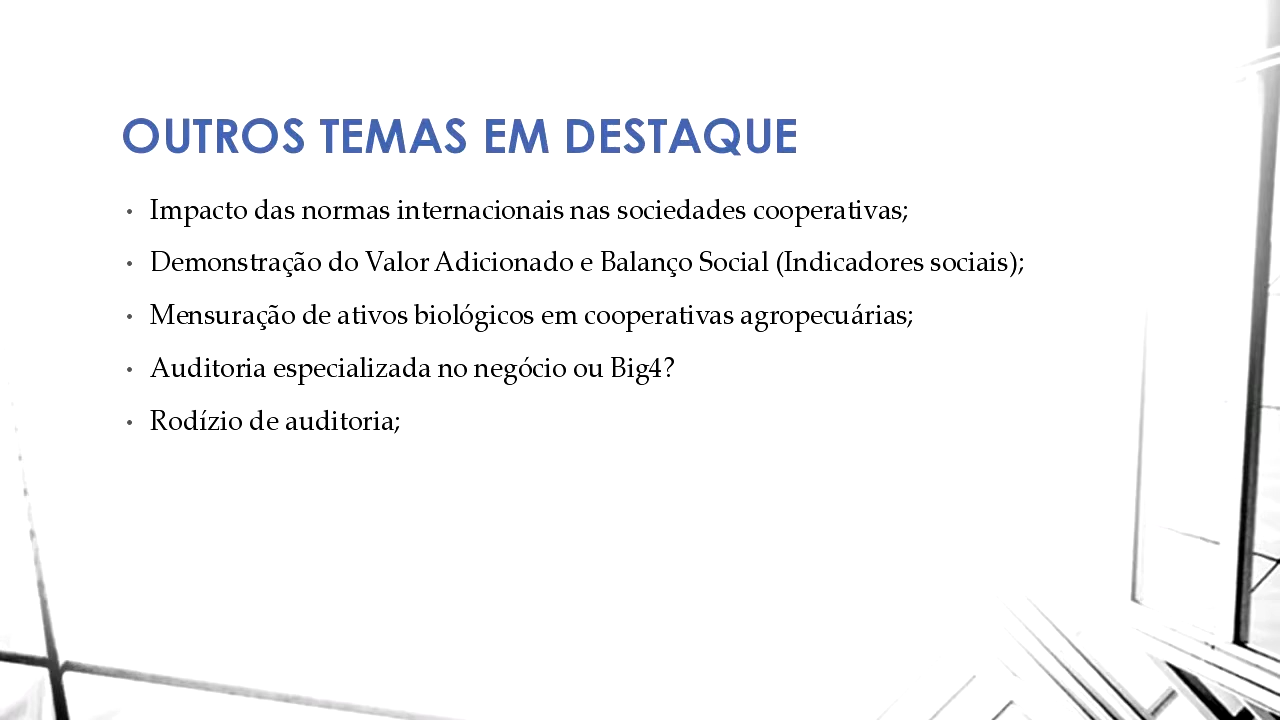 OUTROS TEMAS EM DESTAQUE
• Impacto das normas internacionais nas sociedades cooperativas;
• Demonstração do Valor Adicionado e Balanço Social (Indicadores sociais);
• Mensuração de ativos biológicos em cooperativas agropecuárias;
• Auditoria especializada no negócio ou Big4?
• Rodízio de auditoria;